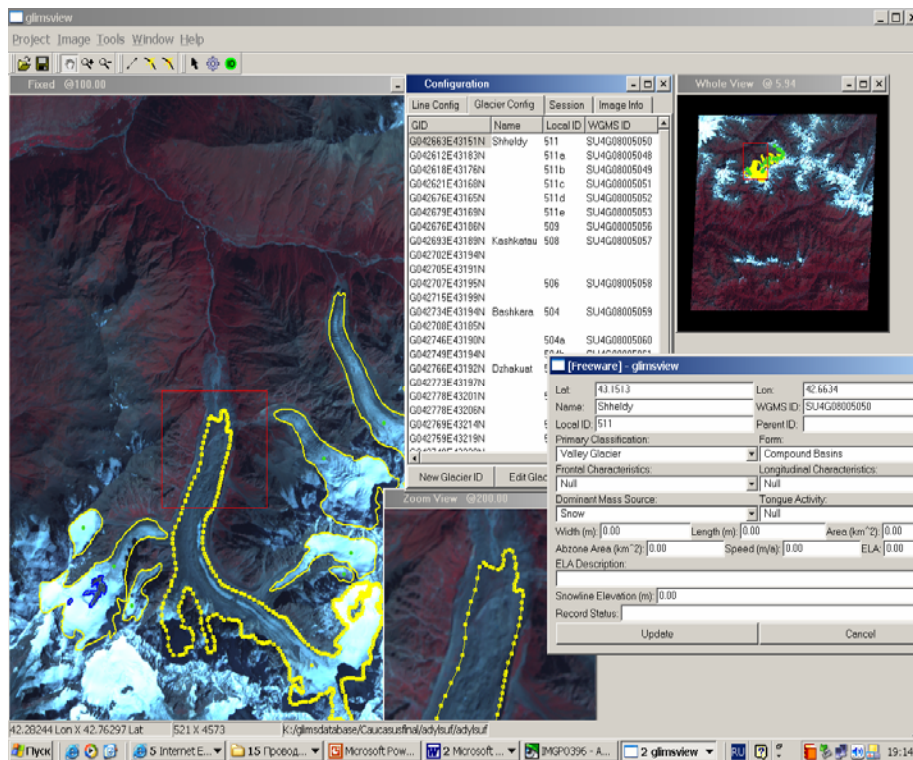 glimsview
Project Image Tools Window Help
Fixed @100.00
Configuration
Line Config Glacier Config Session Image Info
GID Name Local ID WGMS ID
G042663E43151N Shheldy 511 SU4G08005050
G042612E43183N 511a SU4G08005048
G042618E43176N 511b SU4G08005049
G042621E43168N 511c SU4G08005051
G042676E43165N 511d SU4G08005052
G042679E43169N 511e SU4G08005053
G042676E43186N 509 SU4G08005056
G042693E43189N Kashkatau 508 SU4G08005057
G042702E43194N
G042705E43191N
G042707E43195N 506 SU4G08005058
G042715E43199N
G042734E43194N Bashkara 504 SU4G08005059
G042708E43185N
G042746E43190N 504a SU4G08005060
G042749E43194N
G042766E43192N Dzhakuat
G042773E43197N
G042778E43201N
G042778E43206N
G042769E43214N
G042759E43219N
New Glacier ID Edit Glac
Whole View @ 5.94
[Freeware] - glimsview
Lat: 43.1513 Lon: 42.6634
Name: Shheldy WGMS ID: SU4G08005050
Local ID: 511 Parent ID:
Primary Classification: Form:
Valley Glacier Compound Basins
Frontal Characteristics: Longitudinal Characteristics:
Null Null
Dominant Mass Source: Tongue Activity:
Snow Null
Width (m): 0.00 Length (m): 0.00 Area (km^2): 0.00
Abzone Area (km^2): 0.00 Speed (m/a): 0.00 ELA: 0.00
ELA Description:
Snowline Elevation (m): 0.00
Record Status:
Update Cancel
Zoom View @200.00
42.28244 Lon X 42.76297 Lat 521 X 4573 K:/glimsdatabase/Caucasusfinal/adylsuf/adylsuf
Пуск 5 Internet E... 15 Провод... Microsoft Pow... 2 Microsoft ... IMGP0396 - A... 2 glimsview RU 19:14